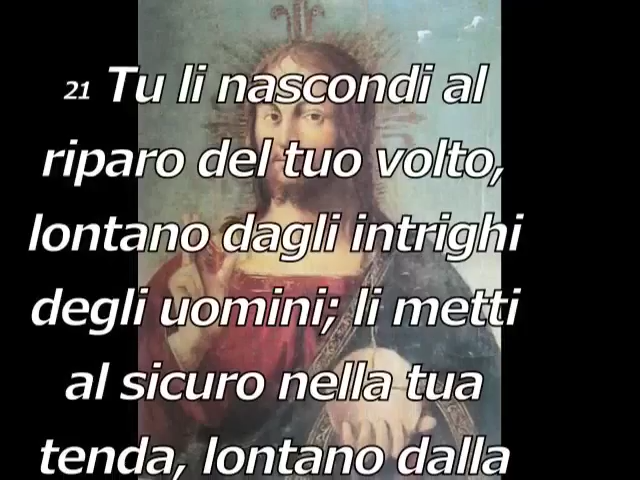 21 Tu li nascondi al
riparo del tuo volto,
lontano dagli intrighi
degli uomini; li metti
al sicuro nella tua
tenda, lontano dalla